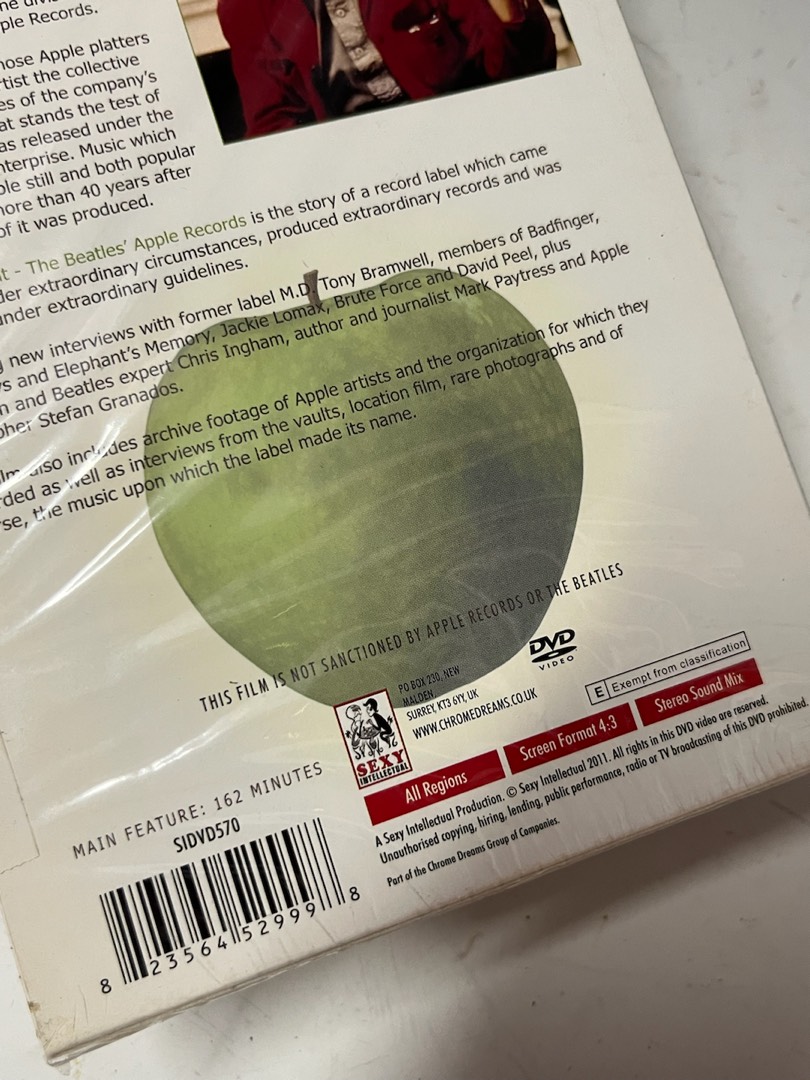 ple Records.
hose Apple platters
tist the collective
es of the company's
at stands the test of
as released under the
nterprise. Music which
ble still and both popular
more than 40 years after
of it was produced.
t - The Beatles' Apple Records is the story of a record label which came
der extraordinary circumstances, produced extraordinary records and was
nder extraordinary guidelines.
new interviews with former label M.D. Tony Bramwell, members of Badfinger,
s and Elephant's Memory, Jackie Lomax, Brute Force and David Peel, plus
n and Beatles expert Chris Ingham, author and journalist Mark Paytress and Apple
her Stefan Granados.
lm also includes archive footage of Apple artists and the organization for which they
ded as well as interviews from the vaults, location film, rare photographs and of
se, the music upon which the label made its name.
THIS FILM IS NOT SANCTIONED BY APPLE RECORDS OR THE BEATLES
DVD
VIDEO
PO BOX 230, NEW
MALDEN,
SURREY, KT3 6YY, UK
WWW.CHROMEDREAMS.CO.UK
SEXY
INTELLECTUAL
E Exempt from classification
All Regions
Screen Format 4:3
Stereo Sound Mix
A Sexy Intellectual Production. © Sexy Intellectual 2011. All rights in this DVD video are reserved.
Unauthorised copying, hiring, lending, public performance, radio or TV broadcasting of this DVD prohibited.
Part of the Chrome Dreams Group of Companies.
MAIN FEATURE: 162 MINUTES
SIDVD570
8 23564 52999 8